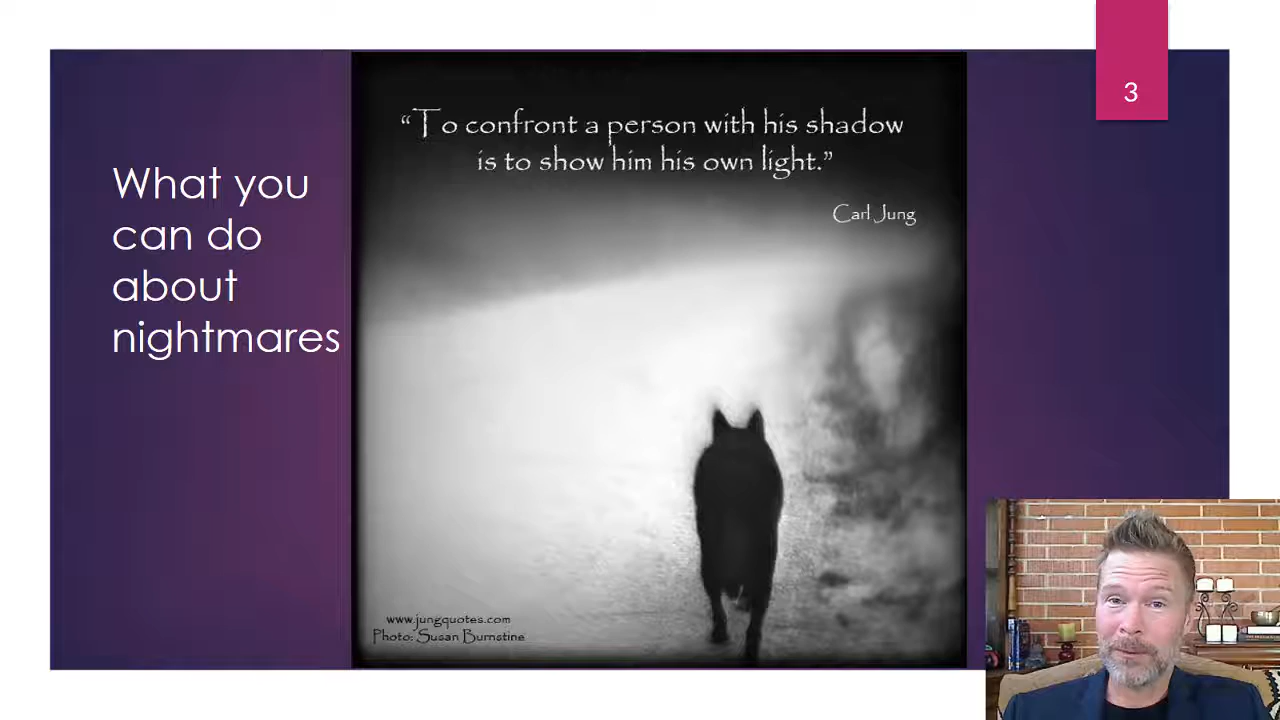 3
What you
can do
about
nightmares
“To confront a person with his shadow
is to show him his own light.”
Carl Jung
www.jungquotes.com
Photo: Susan Burnstine